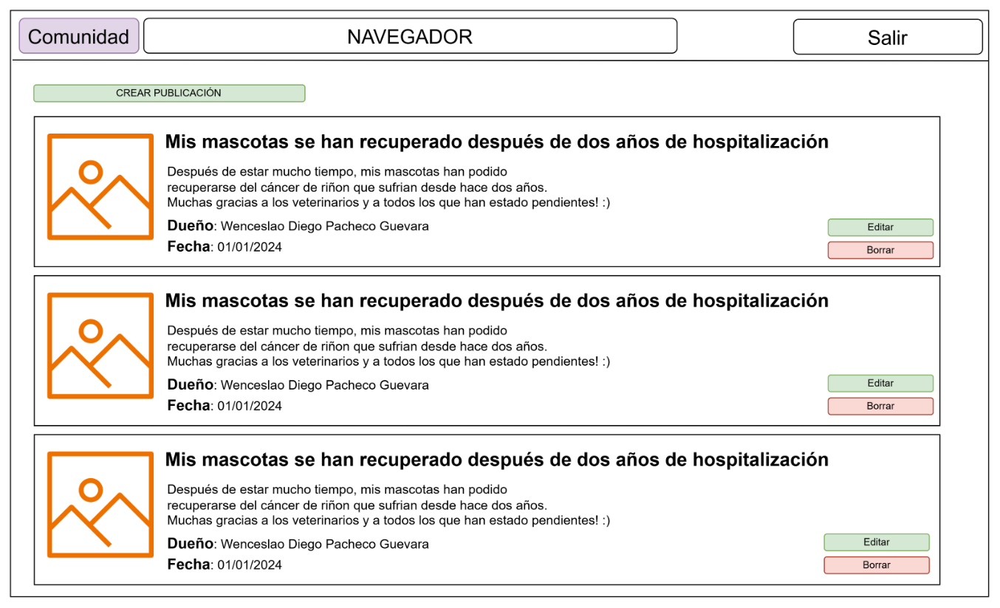 Comunidad
NAVEGADOR
Salir
CREAR PUBLICACIÓN
Mis mascotas se han recuperado después de dos años de hospitalización
Después de estar mucho tiempo, mis mascotas han podido
recuperarse del cáncer de riñon que sufrian desde hace dos años.
Muchas gracias a los veterinarios y a todos los que han estado pendientes! :)
Dueño: Wenceslao Diego Pacheco Guevara
Fecha: 01/01/2024
Editar
Borrar
Mis mascotas se han recuperado después de dos años de hospitalización
Después de estar mucho tiempo, mis mascotas han podido
recuperarse del cáncer de riñon que sufrian desde hace dos años.
Muchas gracias a los veterinarios y a todos los que han estado pendientes! :)
Dueño: Wenceslao Diego Pacheco Guevara
Fecha: 01/01/2024
Editar
Borrar
Mis mascotas se han recuperado después de dos años de hospitalización
Después de estar mucho tiempo, mis mascotas han podido
recuperarse del cáncer de riñon que sufrian desde hace dos años.
Muchas gracias a los veterinarios y a todos los que han estado pendientes! :)
Dueño: Wenceslao Diego Pacheco Guevara
Fecha: 01/01/2024
Editar
Borrar